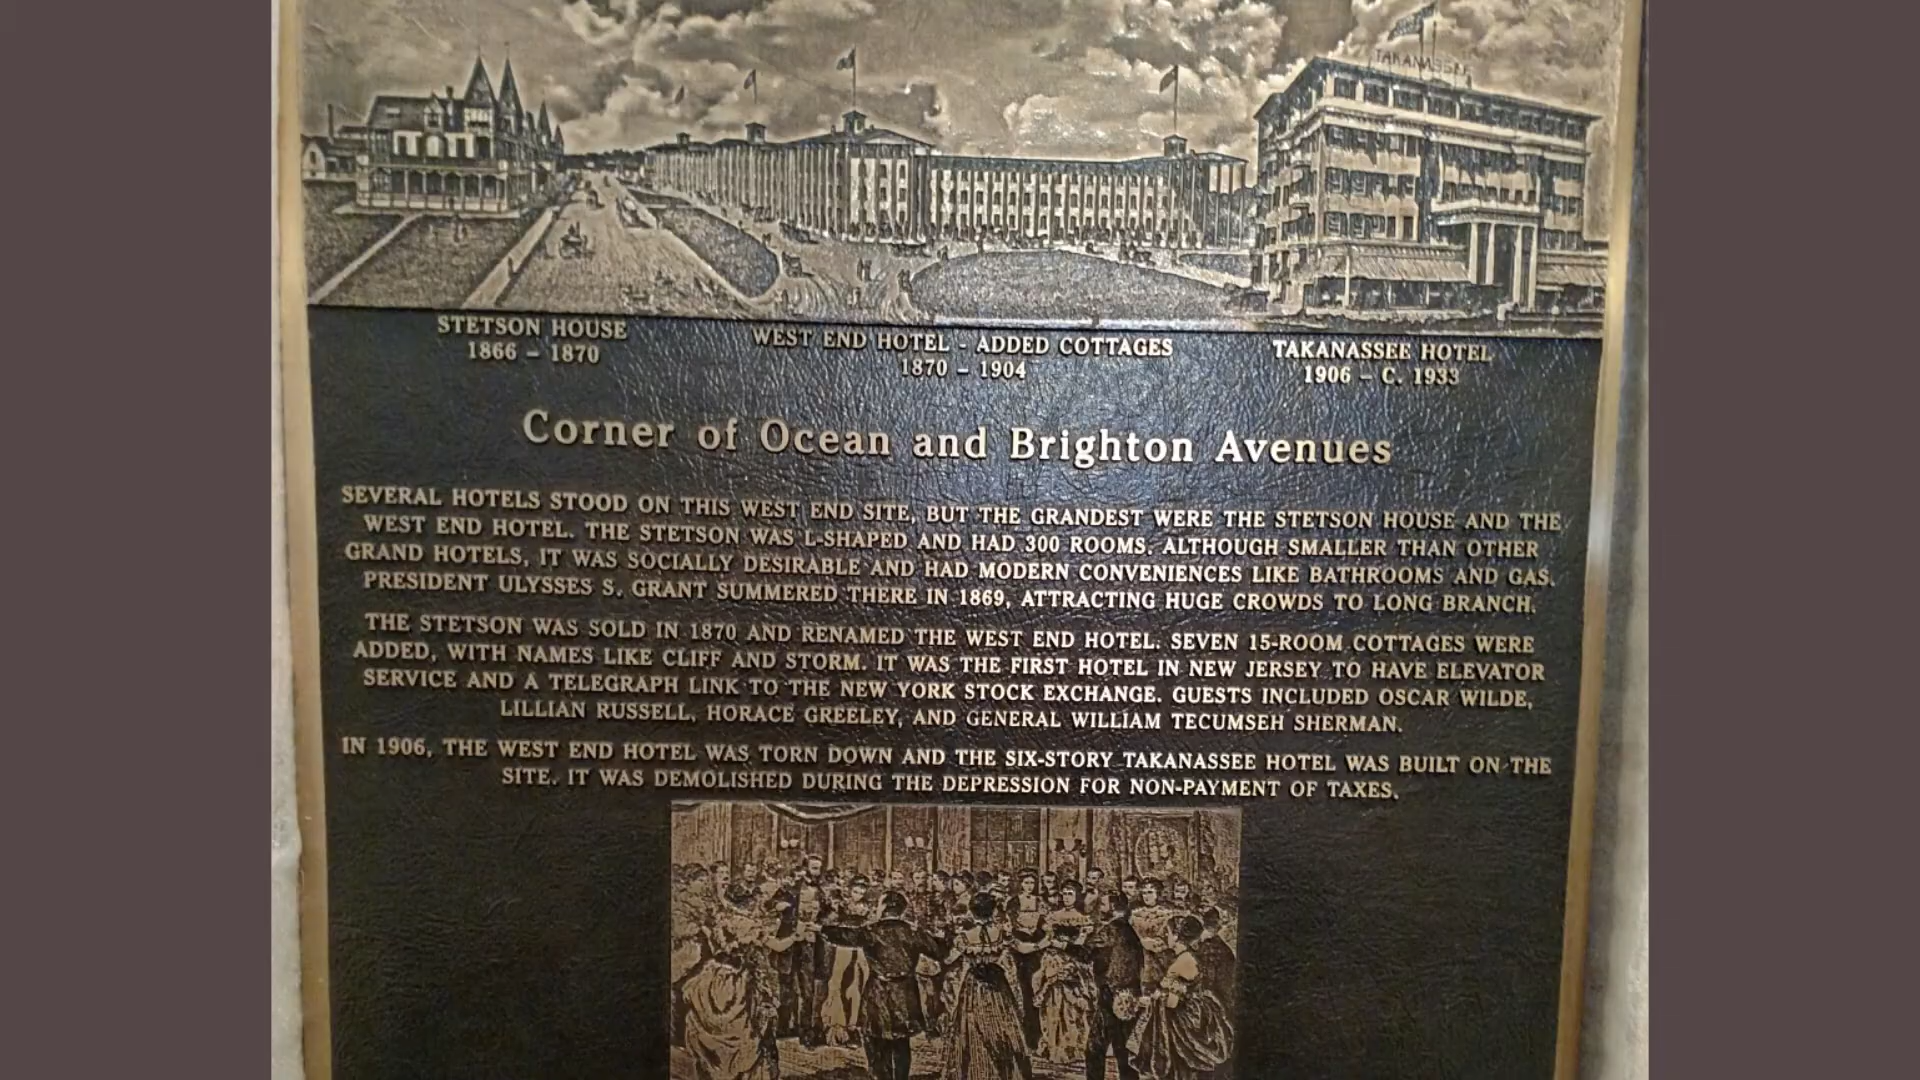 TAKANASSEE
STETSON HOUSE
1866 – 1870
WEST END HOTEL - ADDED COTTAGES
1870 – 1904
TAKANASSEE HOTEL
1906 – C. 1933
Corner of Ocean and Brighton Avenues
SEVERAL HOTELS STOOD ON THIS WEST END SITE, BUT THE GRANDEST WERE THE STETSON HOUSE AND THE
WEST END HOTEL. THE STETSON WAS L-SHAPED AND HAD 300 ROOMS. ALTHOUGH SMALLER THAN OTHER
GRAND HOTELS, IT WAS SOCIALLY DESIRABLE AND HAD MODERN CONVENIENCES LIKE BATHROOMS AND GAS.
PRESIDENT ULYSSES S. GRANT SUMMERED THERE IN 1869, ATTRACTING HUGE CROWDS TO LONG BRANCH.
THE STETSON WAS SOLD IN 1870 AND RENAMED THE WEST END HOTEL. SEVEN 15-ROOM COTTAGES WERE
ADDED, WITH NAMES LIKE CLIFF AND STORM. IT WAS THE FIRST HOTEL IN NEW JERSEY TO HAVE ELEVATOR
SERVICE AND A TELEGRAPH LINK TO THE NEW YORK STOCK EXCHANGE. GUESTS INCLUDED OSCAR WILDE,
LILLIAN RUSSELL, HORACE GREELEY, AND GENERAL WILLIAM TECUMSEH SHERMAN.
IN 1906, THE WEST END HOTEL WAS TORN DOWN AND THE SIX-STORY TAKANASSEE HOTEL WAS BUILT ON THE
SITE. IT WAS DEMOLISHED DURING THE DEPRESSION FOR NON-PAYMENT OF TAXES.